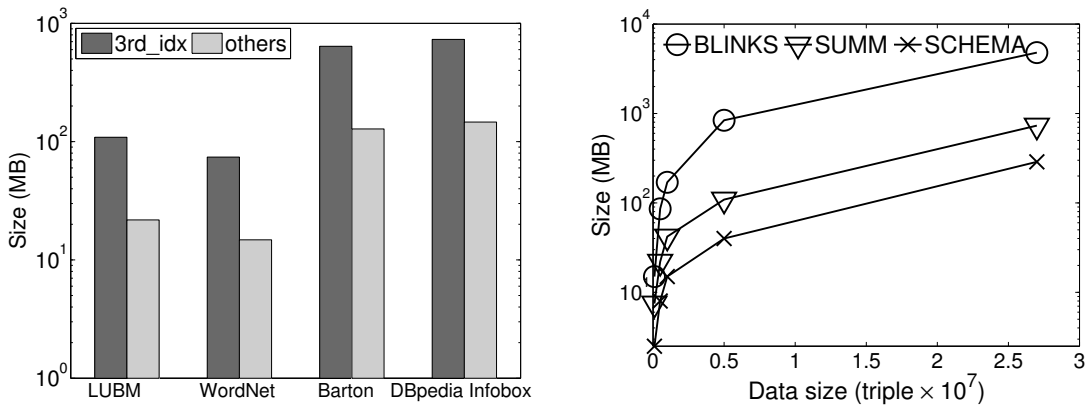 10^3
10^2
10^1
10^0
Size (MB)
3rd_idx others
LUBM WordNet Barton DBpedia Infobox
10^4
10^3
10^2
10
Size (MB)
BLINKS SUMM SCHEMA
0 0.5 1 1.5 2 2.5 3
Data size (triple × 10^7)